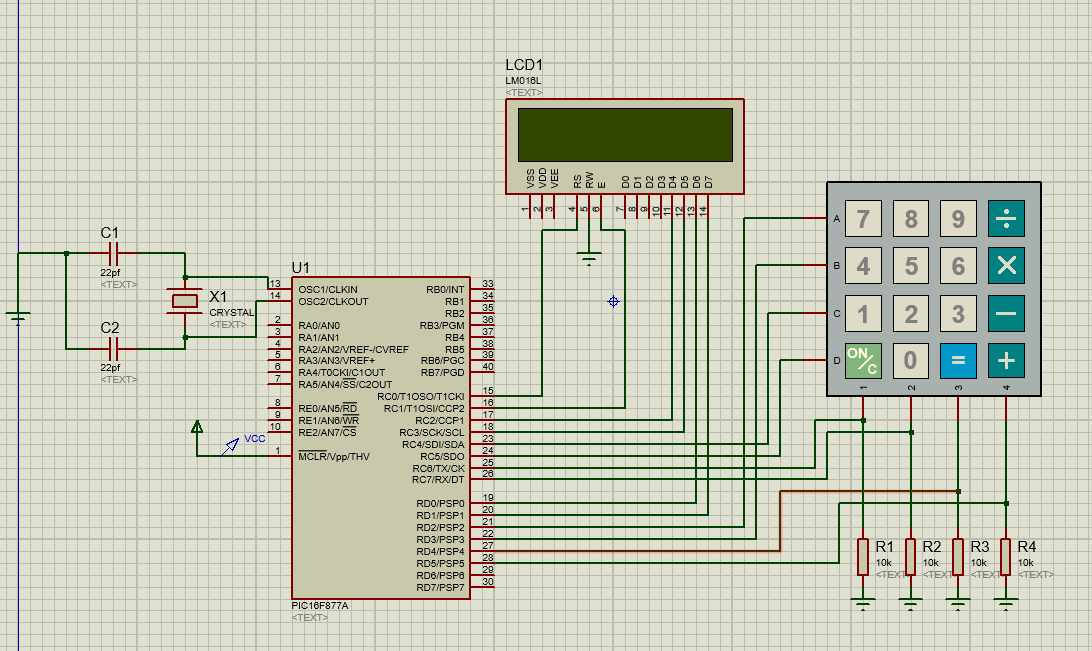 LCD1
LM016L
<TEXT>
VSS VDD VEE RS RW E D0 D1 D2 D3 D4 D5 D6 D7
1 2 3 4 5 6 7 8 9 10 11 12 13 14
C1
22pf
<TEXT>
X1
CRYSTAL
<TEXT>
C2
22pf
<TEXT>
VCC
U1
13 OSC1/CLKIN
14 OSC2/CLKOUT
2 RA0/AN0
3 RA1/AN1
4 RA2/AN2/VREF-/CVREF
5 RA3/AN3/VREF+
6 RA4/T0CKI/C1OUT
7 RA5/AN4/SS/C2OUT
8 RE0/AN5/RD
9 RE1/AN6/WR
10 RE2/AN7/CS
1 MCLR/Vpp/THV
RB0/INT 33
RB1 34
RB2 35
RB3/PGM 36
RB4 37
RB5 38
RB6/PGC 39
RB7/PGD 40
RC0/T1OSO/T1CKI 15
RC1/T1OSI/CCP2 16
RC2/CCP1 17
RC3/SCK/SCL 18
RC4/SDI/SDA 23
RC5/SDO 24
RC6/TX/CK 25
RC7/RX/DT 26
RD0/PSP0 19
RD1/PSP1 20
RD2/PSP2 21
RD3/PSP3 22
RD4/PSP4 27
RD5/PSP5 28
RD6/PSP6 29
RD7/PSP7 30
PIC16F877A
<TEXT>
A 7 8 9 ÷
B 4 5 6 ×
C 1 2 3 −
D ON/C 0 = +
1 2 3 4
R1
10k
<TEXT>
R2
10k
<TEXT>
R3
10k
<TEXT>
R4
10k
<TEXT>